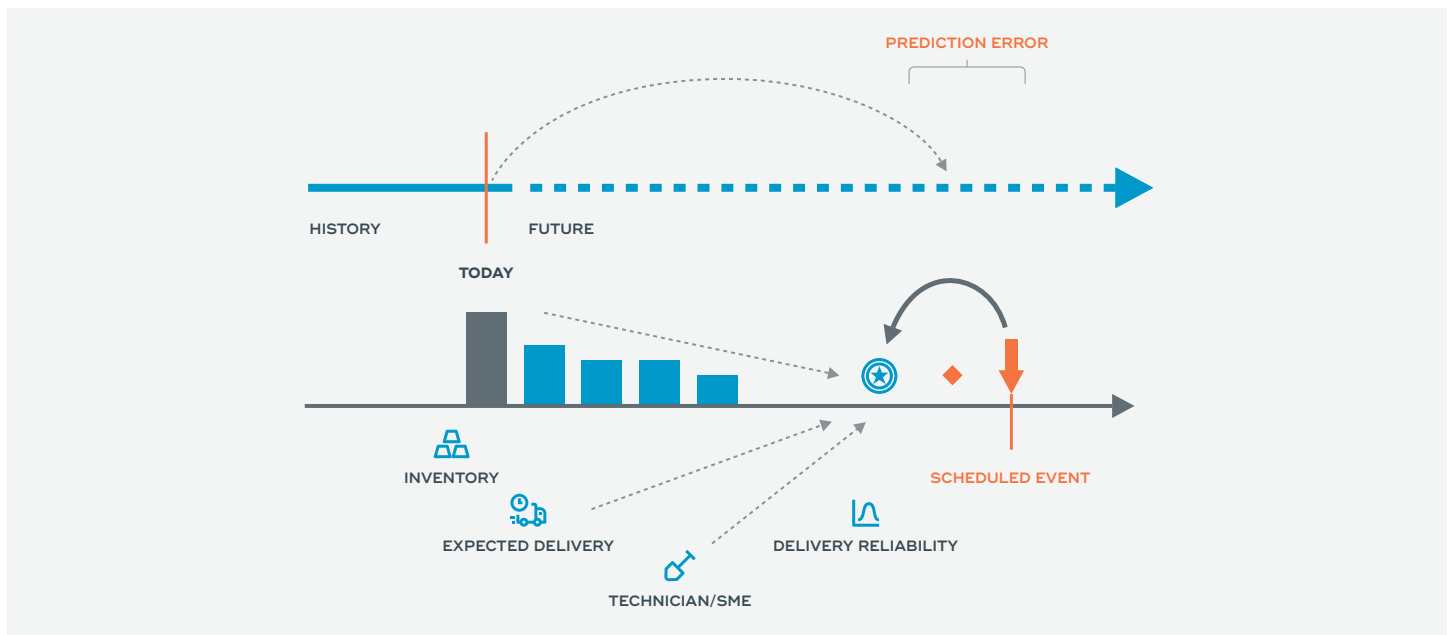 PREDICTION ERROR
HISTORY
FUTURE
TODAY
INVENTORY
SCHEDULED EVENT
EXPECTED DELIVERY
DELIVERY RELIABILITY
TECHNICIAN/SME